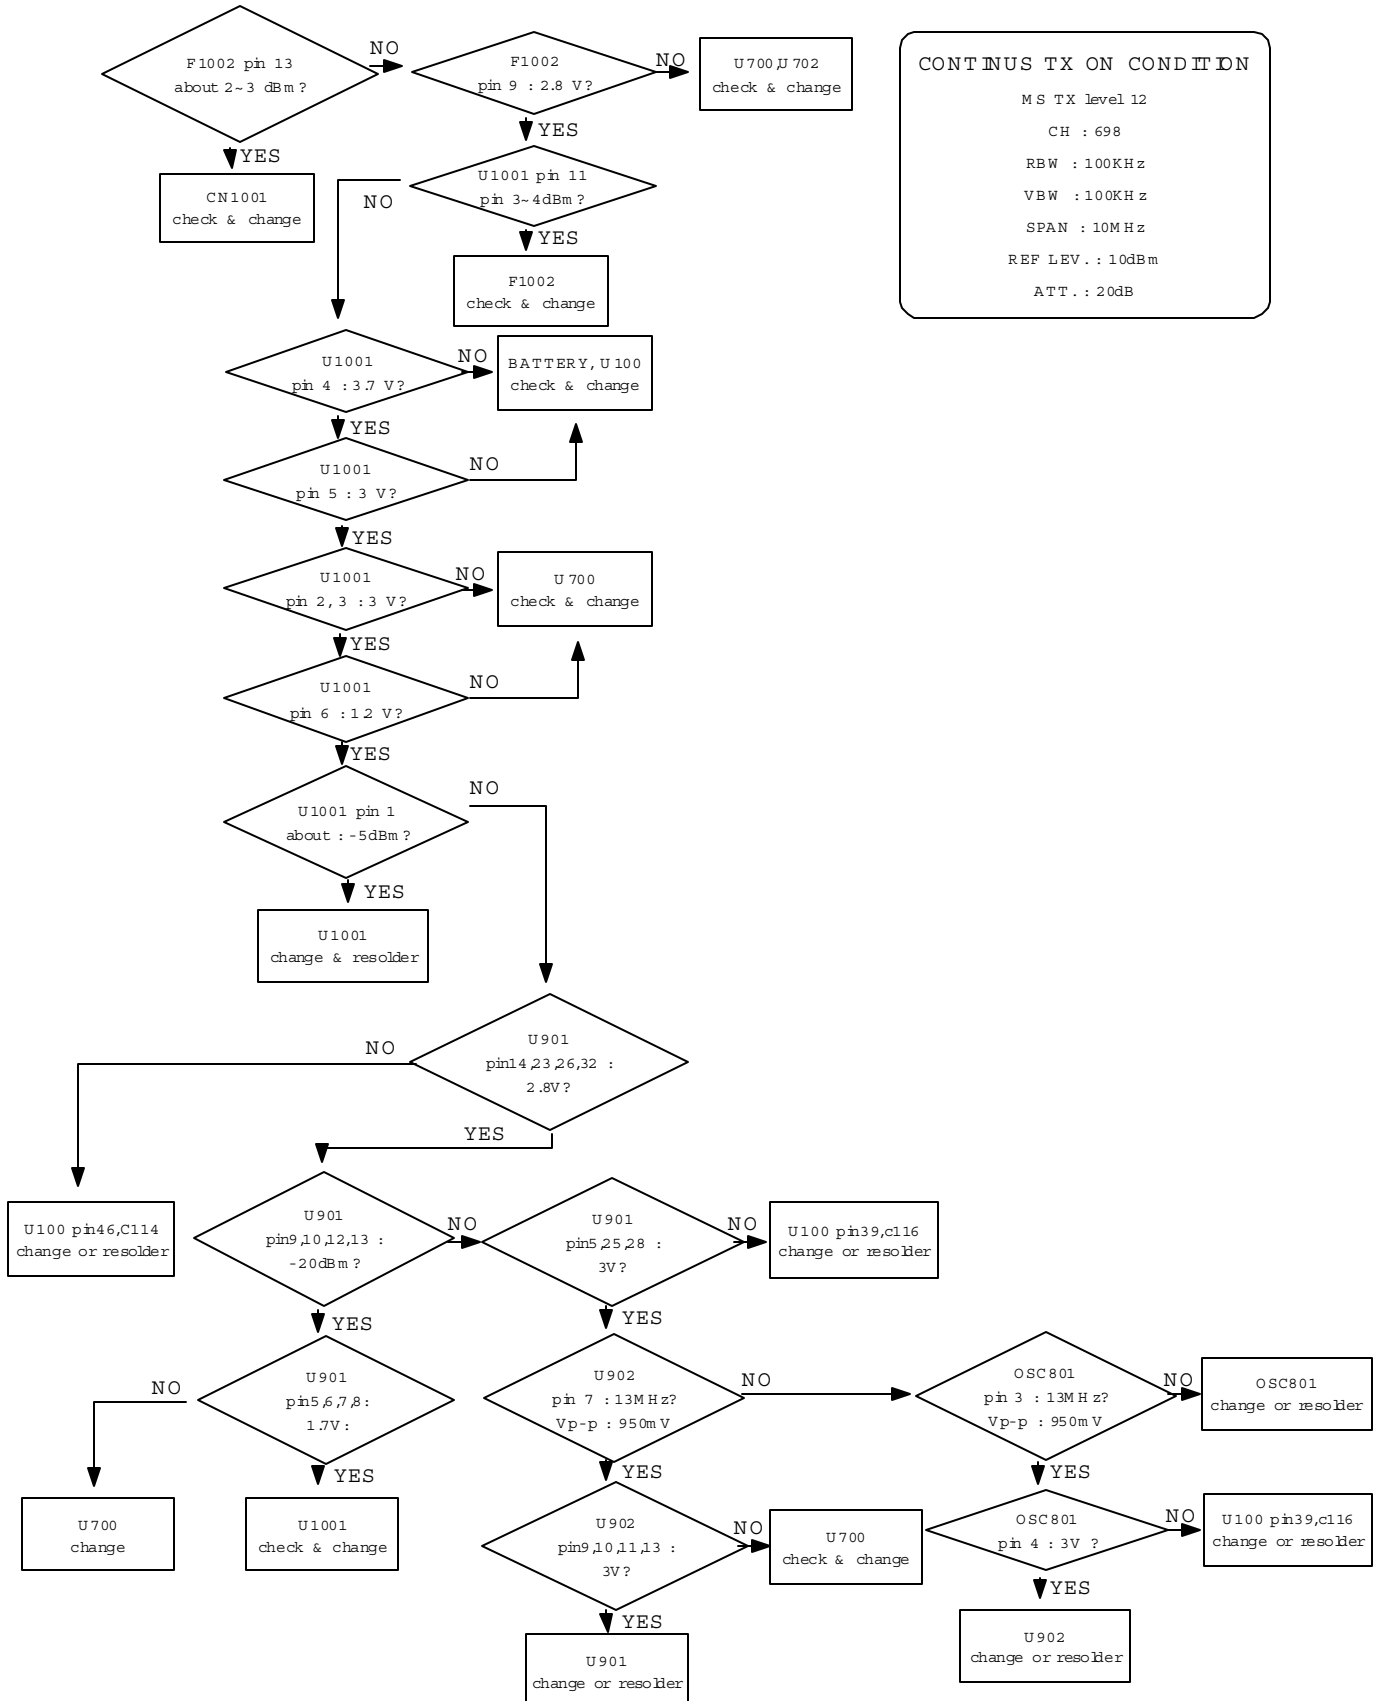 F1002 pin 13
about 2~3 dBm?
NO
F1002
pin 9 : 2.8 V?
NO
U700,U702
check & change
CONTINUS TX ON CONDITION
MS TX level 12
CH : 698
RBW : 100KHz
VBW : 100KHz
SPAN : 10MHz
REF LEV. : 10dBm
ATT. : 20dB
YES
CN1001
check & change
YES
U1001 pin 11
pin 3~4dBm?
NO
YES
F1002
check & change
U1001
pin 4 : 3.7 V?
NO
BATTERY, U100
check & change
YES
U1001
pin 5 : 3 V?
NO
YES
U1001
pin 2, 3 : 3 V?
NO
U700
check & change
YES
U1001
pin 6 : 1.2 V?
NO
YES
U1001 pin 1
about : -5dBm?
NO
YES
U1001
change & resolder
U901
pin14,23,26,32 :
2.8V?
NO
YES
U100 pin46,C114
change or resolder
U901
pin9,10,12,13 :
-20dBm?
NO
U901
pin5,25,28 :
3V?
NO
U100 pin39,c116
change or resolder
YES
YES
U901
pin5,6,7,8:
1.7V:
NO
U902
pin 7 : 13MHz?
Vp-p : 950mV
NO
OSC801
pin 3 : 13MHz?
Vp-p : 950mV
NO
OSC801
change or resolder
YES
YES
YES
U700
change
U1001
check & change
U902
pin9,10,11,13 :
3V?
NO
U700
check & change
OSC801
pin 4 : 3V ?
NO
U100 pin39,c116
change or resolder
YES
YES
U901
change or resolder
U902
change or resolder